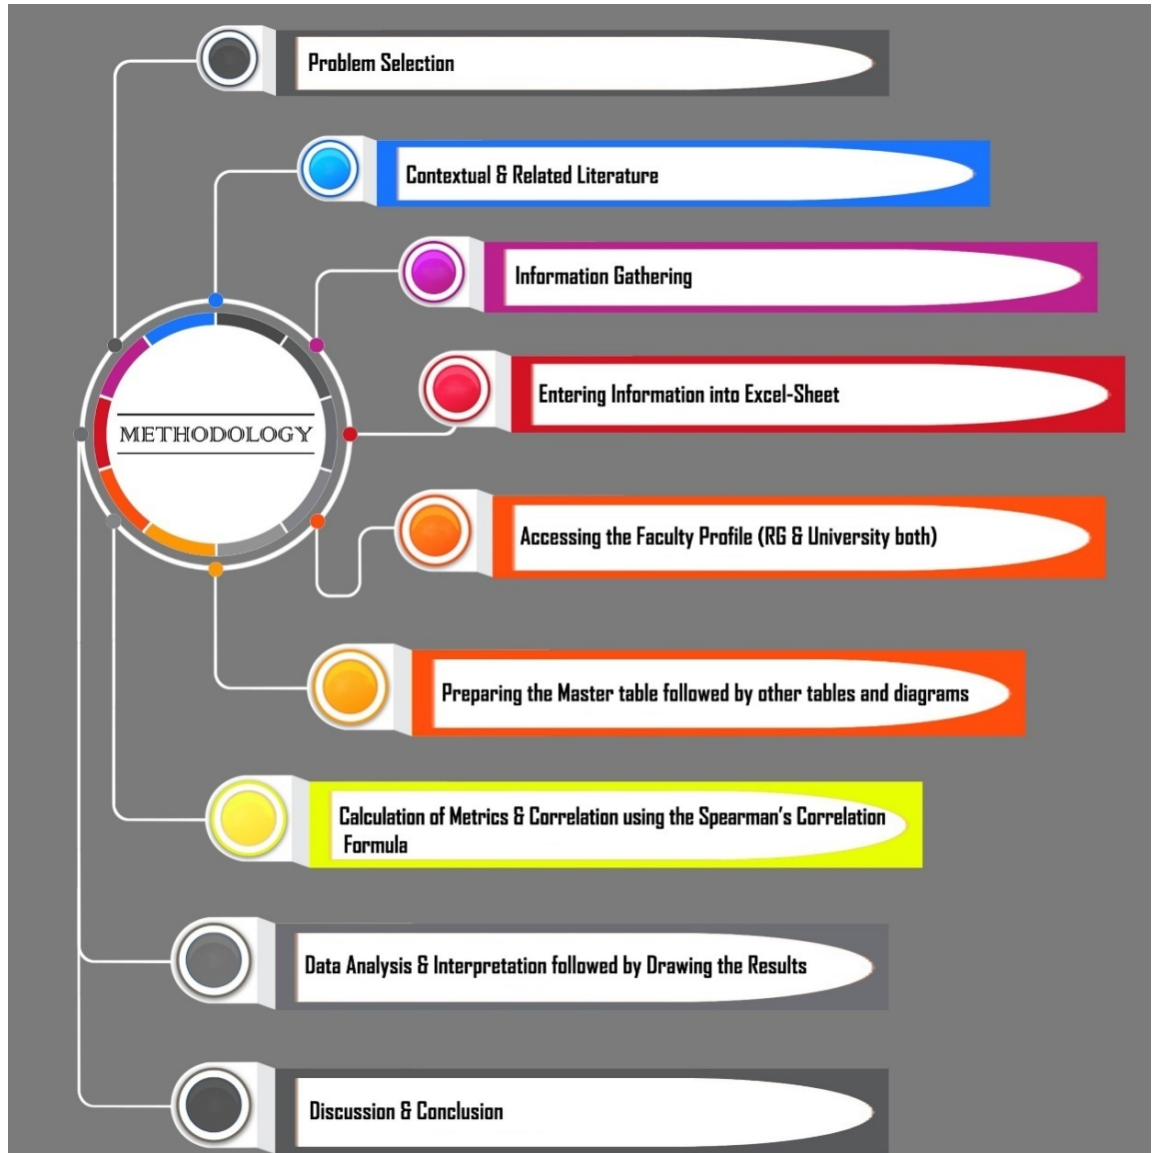 Problem Selection
Contextual & Related Literature
Information Gathering
Entering Information into Excel-Sheet
METHODOLOGY
Accessing the Faculty Profile (RG & University both)
Preparing the Master table followed by other tables and diagrams
Calculation of Metrics & Correlation using the Spearman's Correlation
Formula
Data Analysis & Interpretation followed by Drawing the Results
Discussion & Conclusion